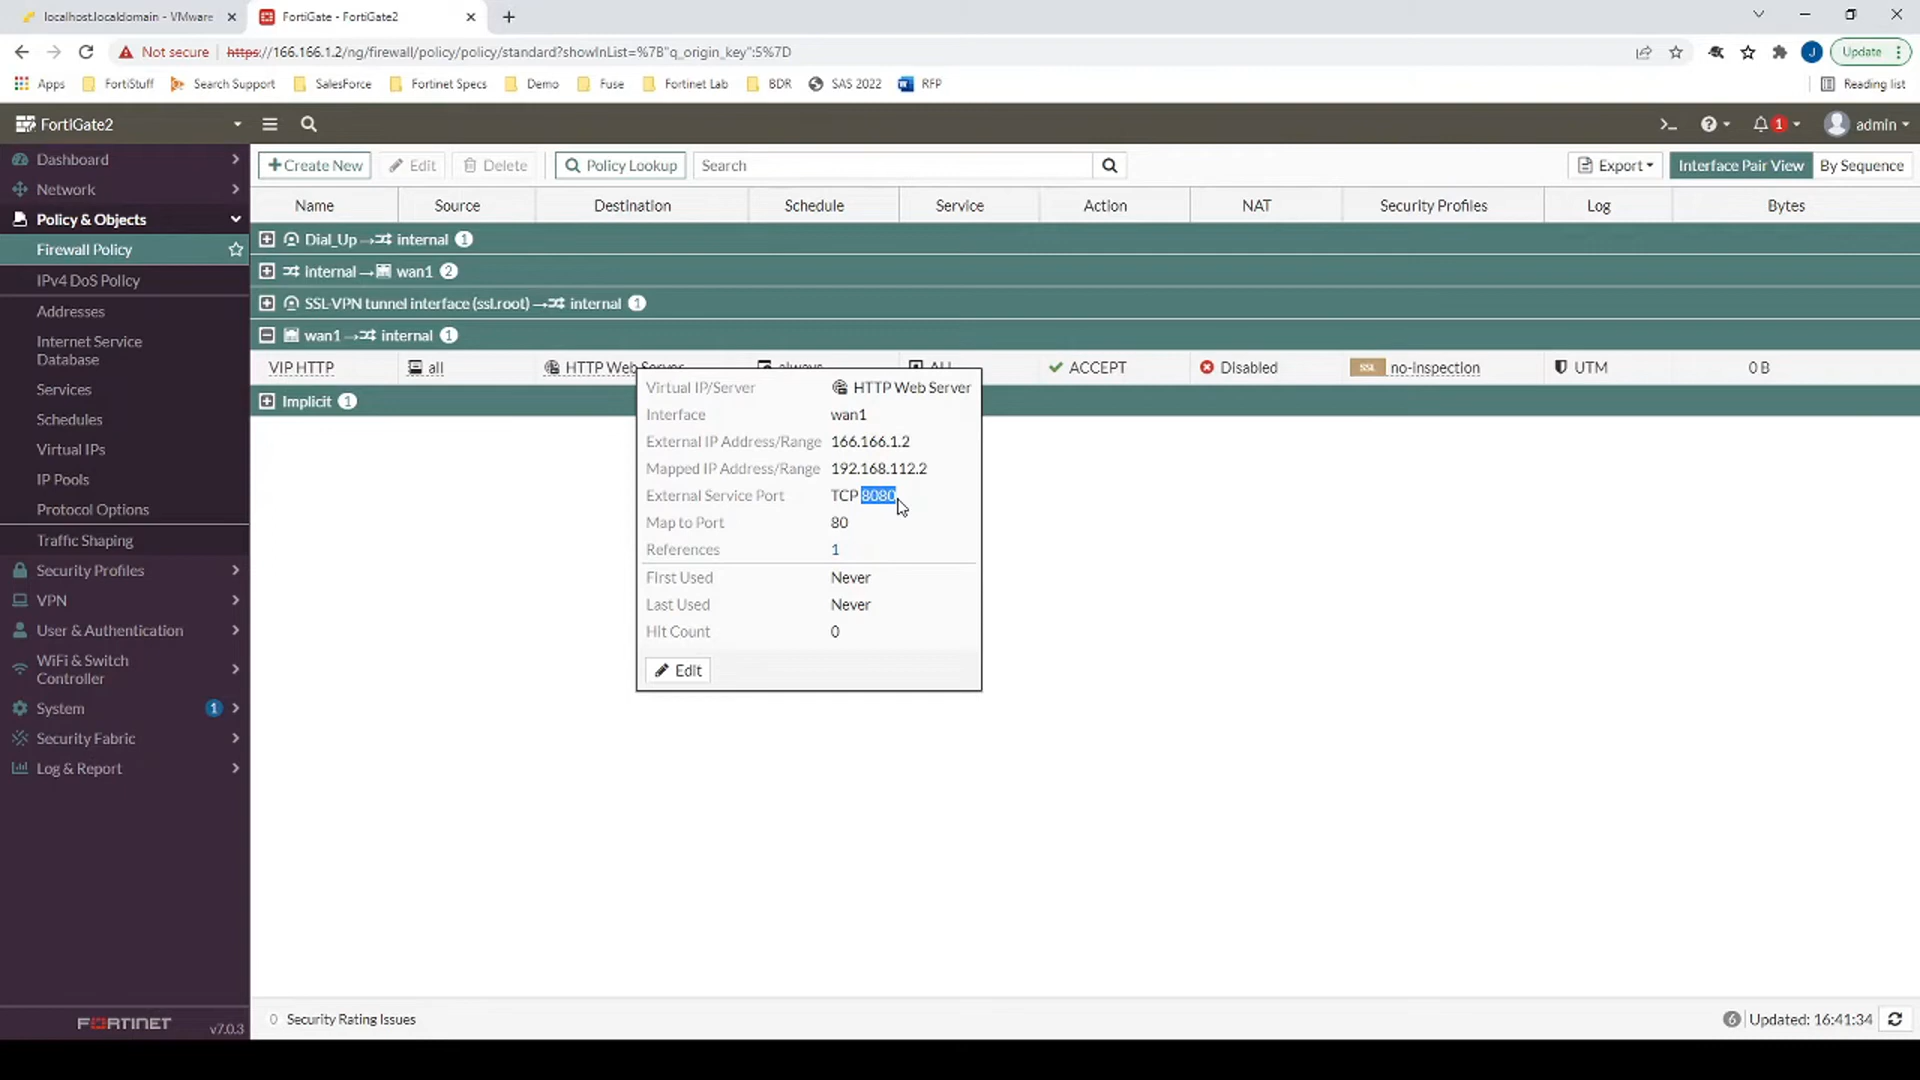 localhost.localdomain - VMware
FortiGate - FortiGate2
Not secure https://166.166.1.2/ng/firewall/policy/policy/standard?showInList=%7B"q_origin_key":5%7D
J Update
Apps FortiStuff Search Support SalesForce Fortinet Specs Demo Fuse Fortinet Lab BDR SAS 2022 RFP Reading list
FortiGate2
1 admin
Dashboard
Network
Policy & Objects
Firewall Policy
IPv4 DoS Policy
Addresses
Internet Service
Database
Services
Schedules
Virtual IPs
IP Pools
Protocol Options
Traffic Shaping
Security Profiles
VPN
User & Authentication
WiFi & Switch
Controller
System 1
Security Fabric
Log & Report
FORTINET v7.0.3
+Create New Edit Delete Policy Lookup Search Export Interface Pair View By Sequence
Name Source Destination Schedule Service Action NAT Security Profiles Log Bytes
Dial_Up → internal 1
internal → wan1 2
SSL-VPN tunnel interface (ssl.root) → internal 1
wan1 → internal 1
VIP HTTP all HTTP Web Server always ALL ACCEPT Disabled SSL no-inspection UTM 0 B
Implicit 1
Virtual IP/Server HTTP Web Server
Interface wan1
External IP Address/Range 166.166.1.2
Mapped IP Address/Range 192.168.112.2
External Service Port TCP 8080
Map to Port 80
References 1
First Used Never
Last Used Never
Hit Count 0
Edit
0 Security Rating Issues
6 Updated: 16:41:34